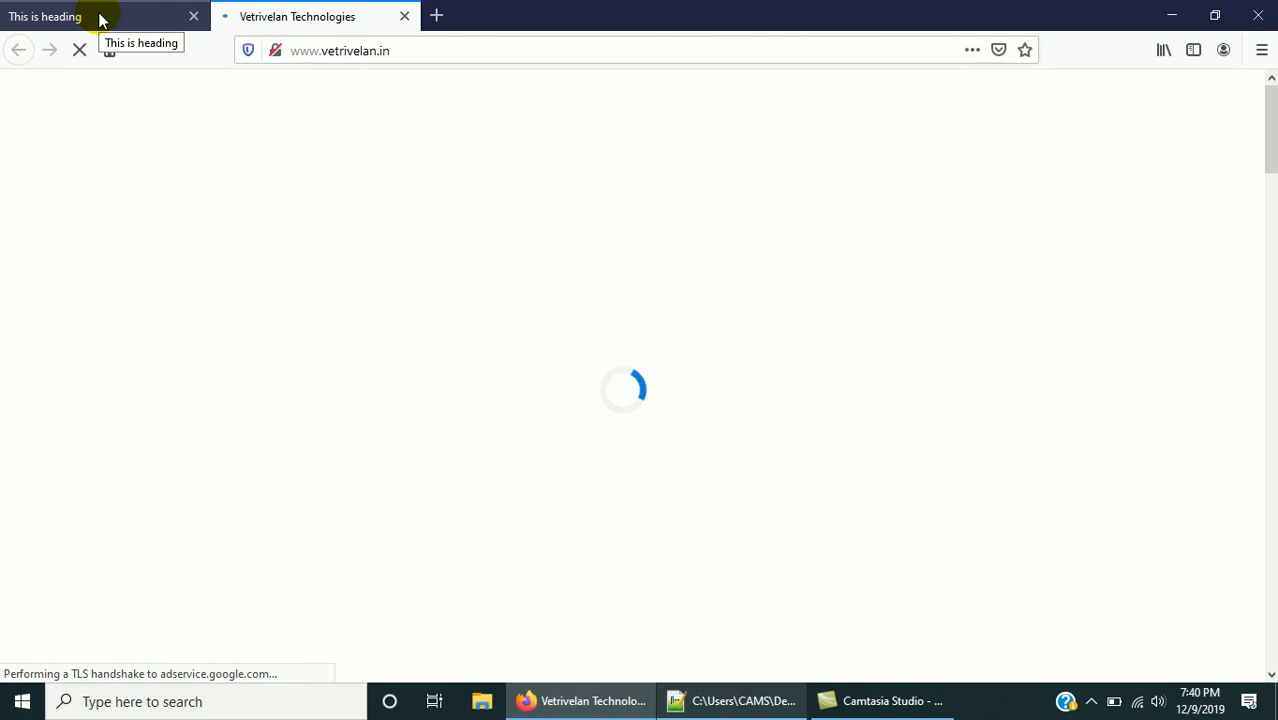 This is heading
Vetrivelan Technologies
This is heading
www.vetrivelan.in
Performing a TLS handshake to adservice.google.com...
Type here to search
Vetrivelan Technolo...
C:\Users\CAMS\De...
Camtasia Studio - ...
7:40 PM
12/9/2019